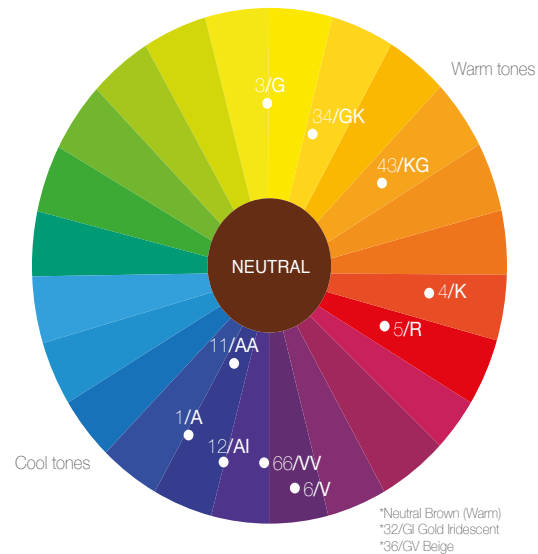 3/G
34/GK
Warm tones
43/KG
NEUTRAL
4/K
5/R
11/AA
1/A
12/AI
Cool tones
66/VV
6/V
*Neutral Brown (Warm)
*32/GI Gold Iridescent
*36/GV Beige